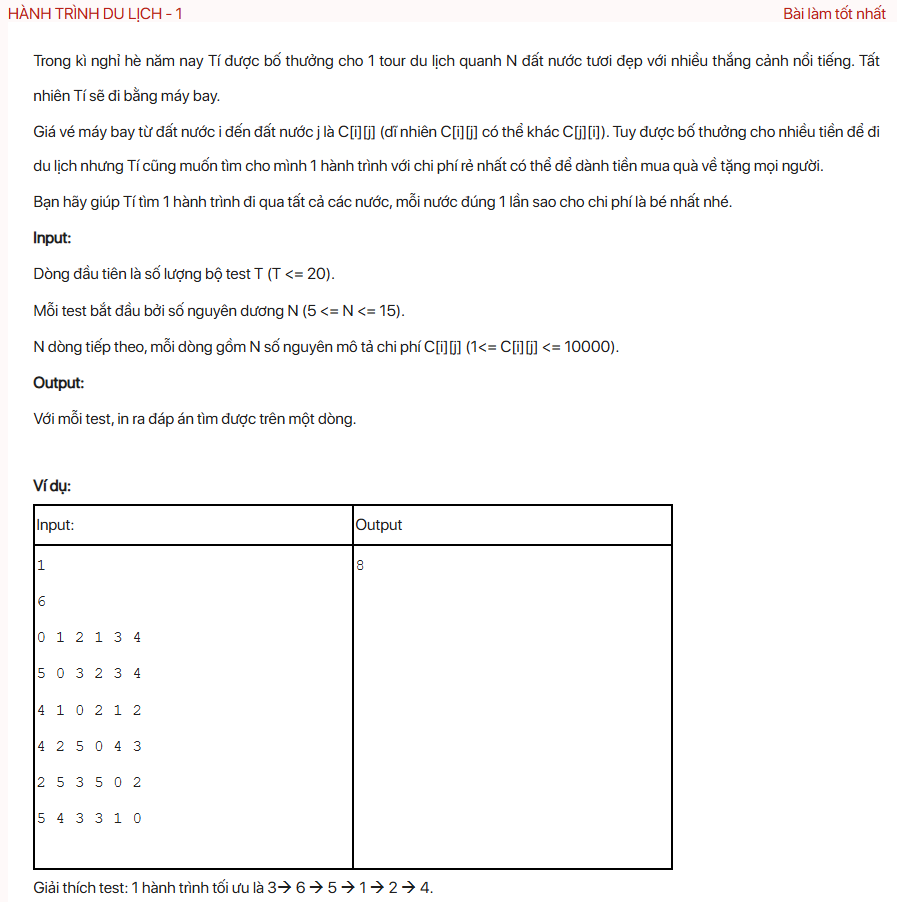 HÀNH TRÌNH DU LỊCH - 1
Bài làm tốt nhất
Trong kì nghỉ hè năm nay Tí được bố thưởng cho 1 tour du lịch quanh N đất nước tươi đẹp với nhiều thắng cảnh nổi tiếng. Tất
nhiên Tí sẽ đi bằng máy bay.
Giá vé máy bay từ đất nước i đến đất nước j là C[i][j] (dĩ nhiên C[i][j] có thể khác C[j][i]). Tuy được bố thưởng cho nhiều tiền để đi
du lịch nhưng Tí cũng muốn tìm cho mình 1 hành trình với chi phí rẻ nhất có thể để dành tiền mua quà về tặng mọi người.
Bạn hãy giúp Tí tìm 1 hành trình đi qua tất cả các nước, mỗi nước đúng 1 lần sao cho chi phí là bé nhất nhé.
Input:
Dòng đầu tiên là số lượng bộ test T (T <= 20).
Mỗi test bắt đầu bởi số nguyên dương N (5 <= N <= 15).
N dòng tiếp theo, mỗi dòng gồm N số nguyên mô tả chi phí C[i][j] (1<= C[i][j] <= 10000).
Output:
Với mỗi test, in ra đáp án tìm được trên một dòng.
Ví dụ:
Input:
Output
1
8
6
0 1 2 1 3 4
5 0 3 2 3 4
4 1 0 2 1 2
4 2 5 0 4 3
2 5 3 5 0 2
5 4 3 3 1 0
Giải thích test: 1 hành trình tối ưu là 3→ 6 → 5 → 1 → 2 → 4.